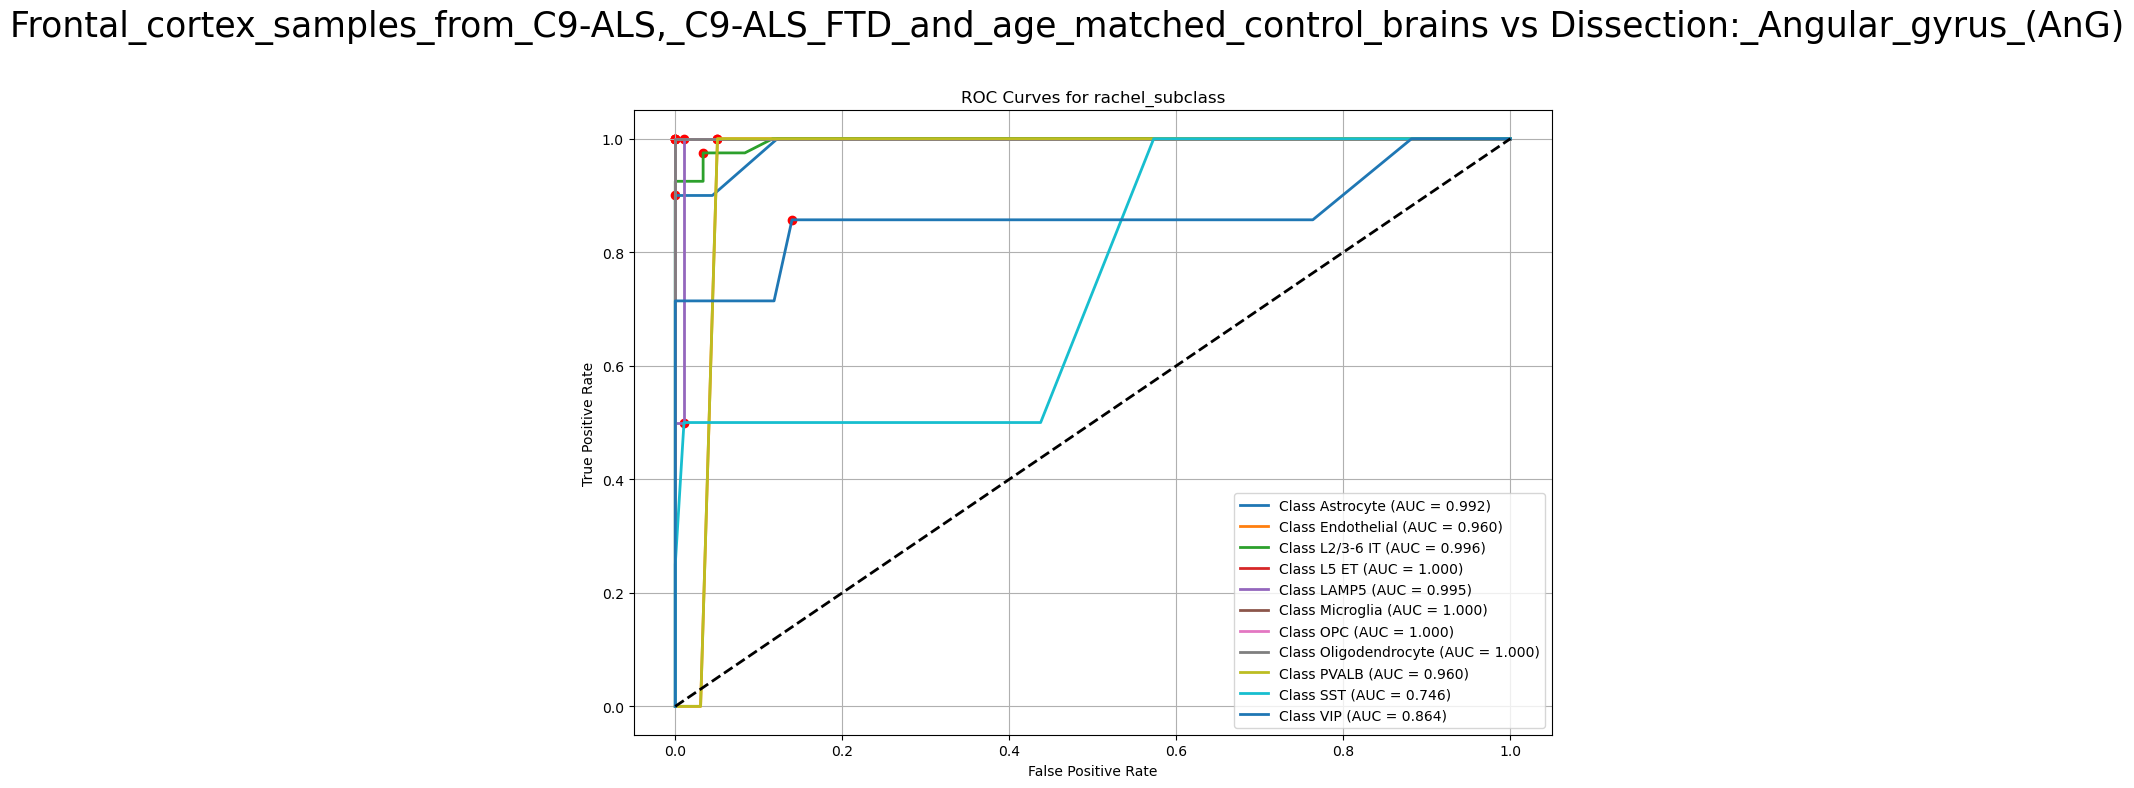 Frontal_cortex_samples_from_C9-ALS,_C9-ALS_FTD_and_age_matched_control_brains vs Dissection:_Angular_gyrus_(AnG)
ROC Curves for rachel_subclass
True Positive Rate
1.0
0.8
0.6
0.4
0.2
0.0
Class Astrocyte (AUC = 0.992)
Class Endothelial (AUC = 0.960)
Class L2/3-6 IT (AUC = 0.996)
Class L5 ET (AUC = 1.000)
Class LAMP5 (AUC = 0.995)
Class Microglia (AUC = 1.000)
Class OPC (AUC = 1.000)
Class Oligodendrocyte (AUC = 1.000)
Class PVALB (AUC = 0.960)
Class SST (AUC = 0.746)
Class VIP (AUC = 0.864)
0.0 0.2 0.4 0.6 0.8 1.0
False Positive Rate